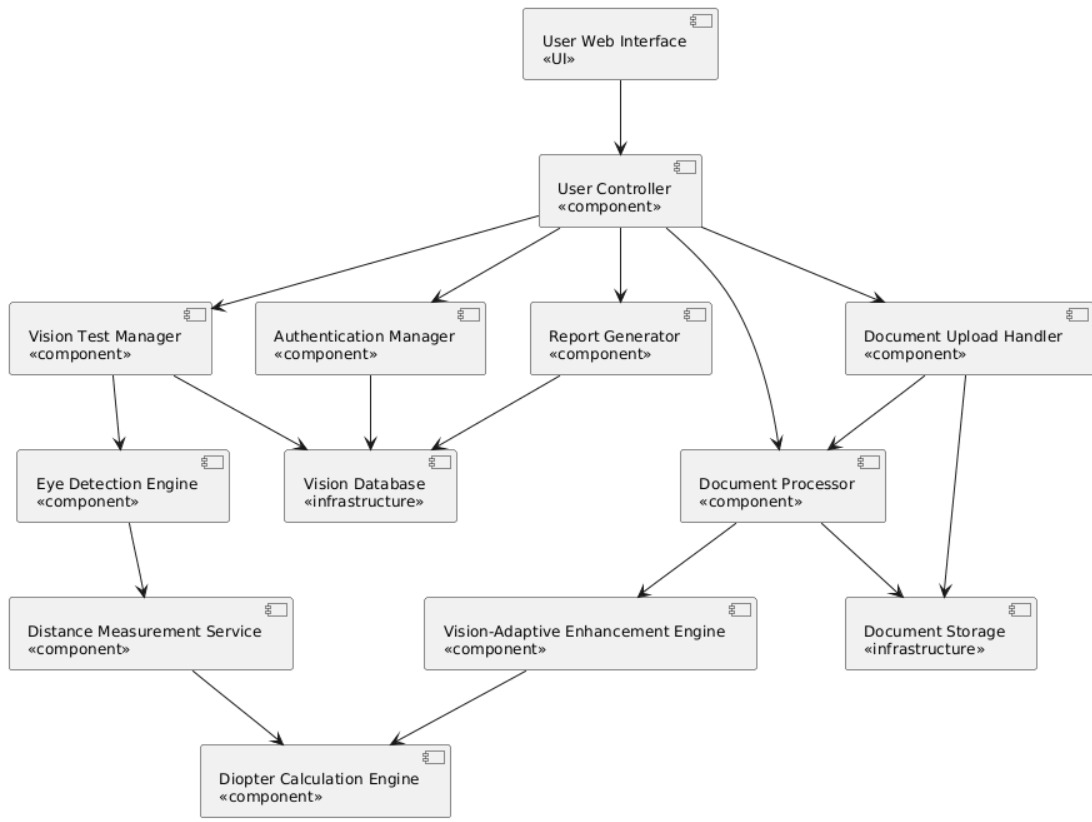 User Web Interface
«UI»
User Controller
«component»
Vision Test Manager
«component»
Authentication Manager
«component»
Report Generator
«component»
Document Upload Handler
«component»
Eye Detection Engine
«component»
Vision Database
«infrastructure»
Document Processor
«component»
Distance Measurement Service
«component»
Vision-Adaptive Enhancement Engine
«component»
Document Storage
«infrastructure»
Diopter Calculation Engine
«component»